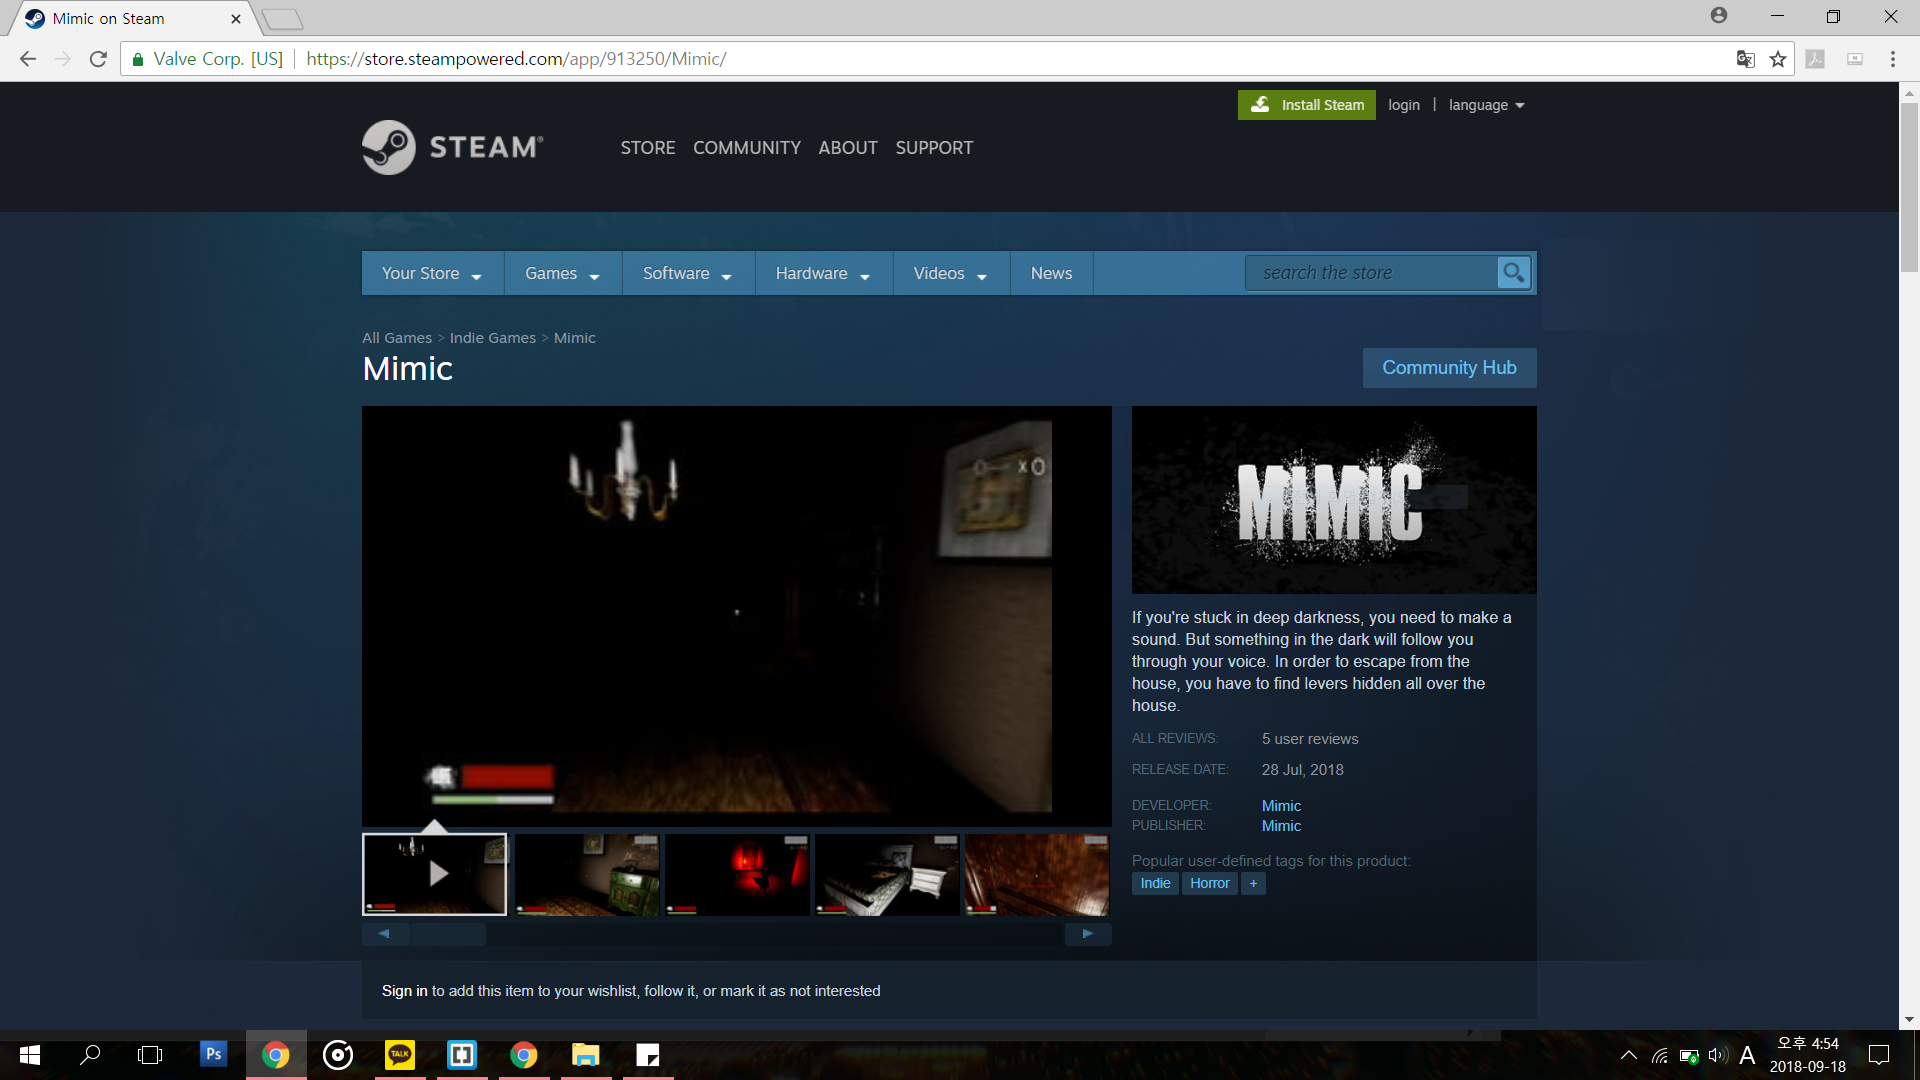 Mimic on Steam
Valve Corp. [US] https://store.steampowered.com/app/913250/Mimic/
Install Steam login | language
STEAM®
STORE COMMUNITY ABOUT SUPPORT
Your Store Games Software Hardware Videos News search the store
All Games > Indie Games > Mimic
Mimic
Community Hub
x0
MIMIC
If you're stuck in deep darkness, you need to make a
sound. But something in the dark will follow you
through your voice. In order to escape from the
house, you have to find levers hidden all over the
house.
ALL REVIEWS: 5 user reviews
RELEASE DATE: 28 Jul, 2018
DEVELOPER: Mimic
PUBLISHER: Mimic
Popular user-defined tags for this product:
Indie Horror +
Sign in to add this item to your wishlist, follow it, or mark it as not interested
Ps
TALK
A
오후 4:54
2018-09-18